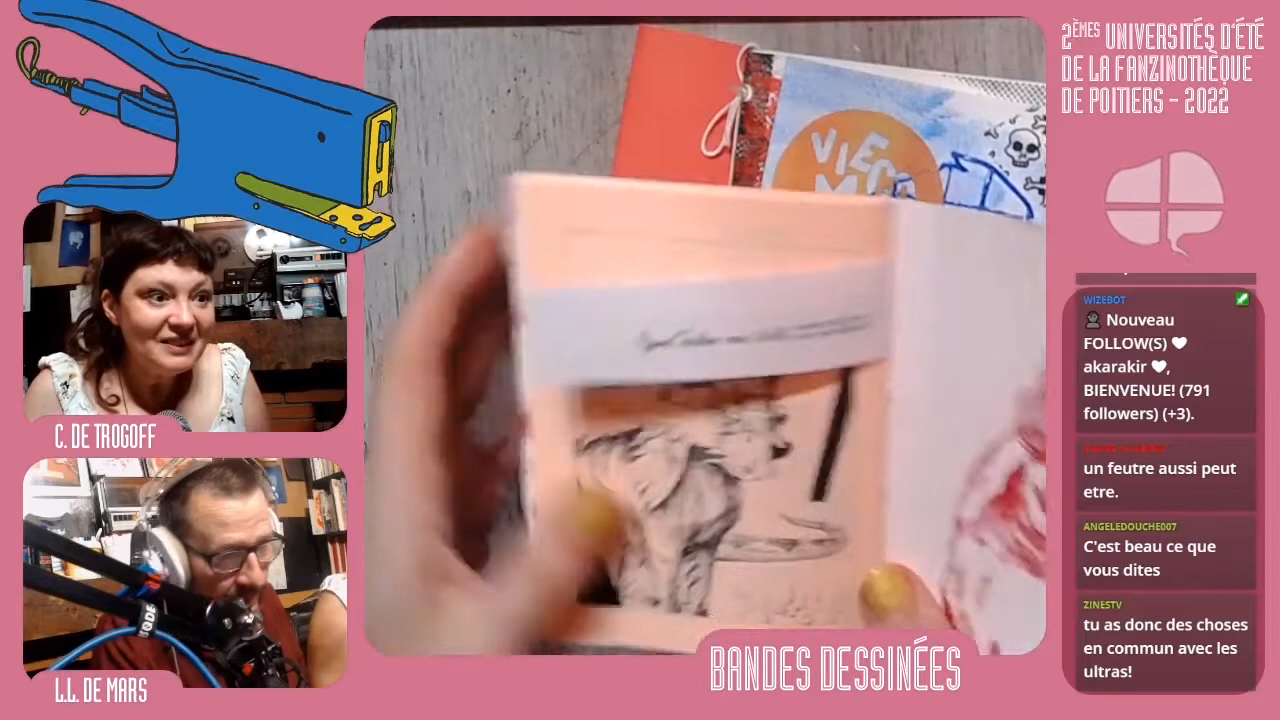 2ÈMES UNIVERSITÉS D'ÉTÉ
DE LA FANZINOTHÈQUE
DE POITIERS - 2022
VIECO
C. DE TROGOFF
L.L. DE MARS
BANDES DESSINÉES
WIZEBOT
Nouveau
FOLLOW(S)
akarakir ,
BIENVENUE! (791
followers) (+3).
un feutre aussi peut
etre.
ANGELEDOUCHE007
C'est beau ce que
vous dites
ZINESTV
tu as donc des choses
en commun avec les
ultras!